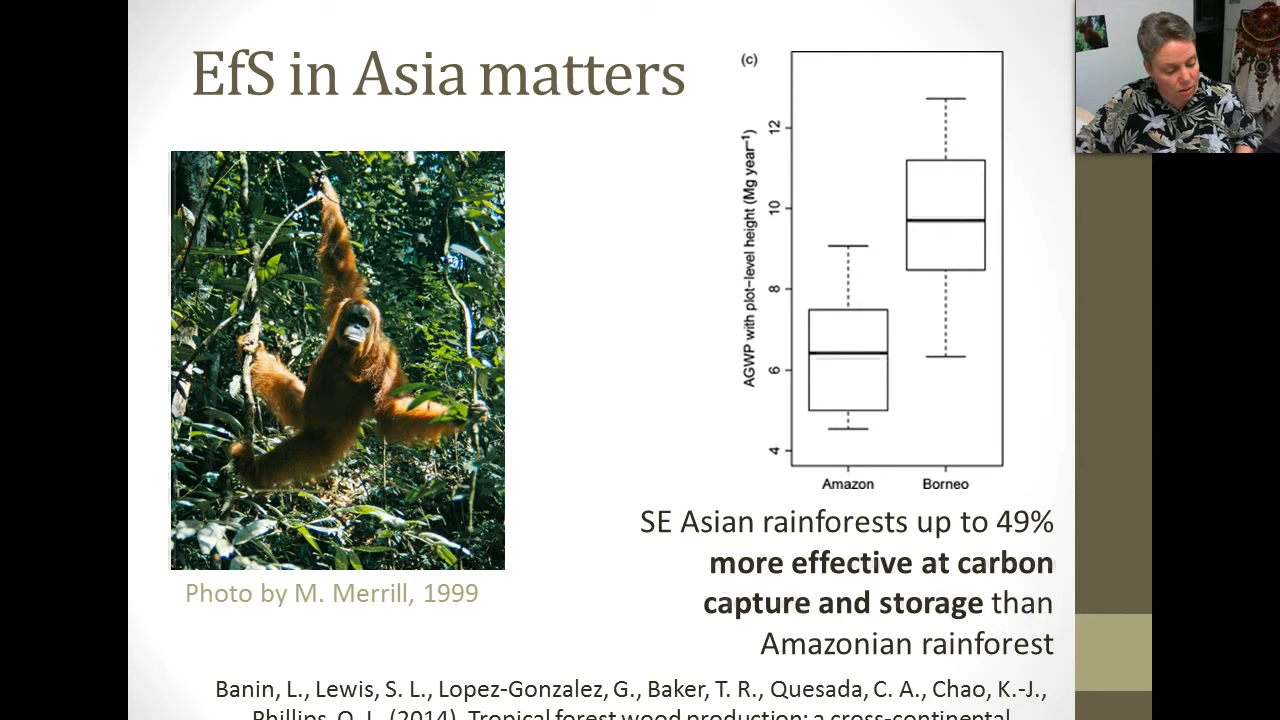 EfS in Asia matters
(c)
AGWP with plot-level height (Mg year⁻¹)
12
10
8
6
4
Amazon
Borneo
Photo by M. Merrill, 1999
SE Asian rainforests up to 49%
more effective at carbon
capture and storage than
Amazonian rainforest
Banin, L., Lewis, S. L., Lopez-Gonzalez, G., Baker, T. R., Quesada, C. A., Chao, K.-J.,
Phillips, O. L. (2014). Tropical forest wood production: a cross-continental